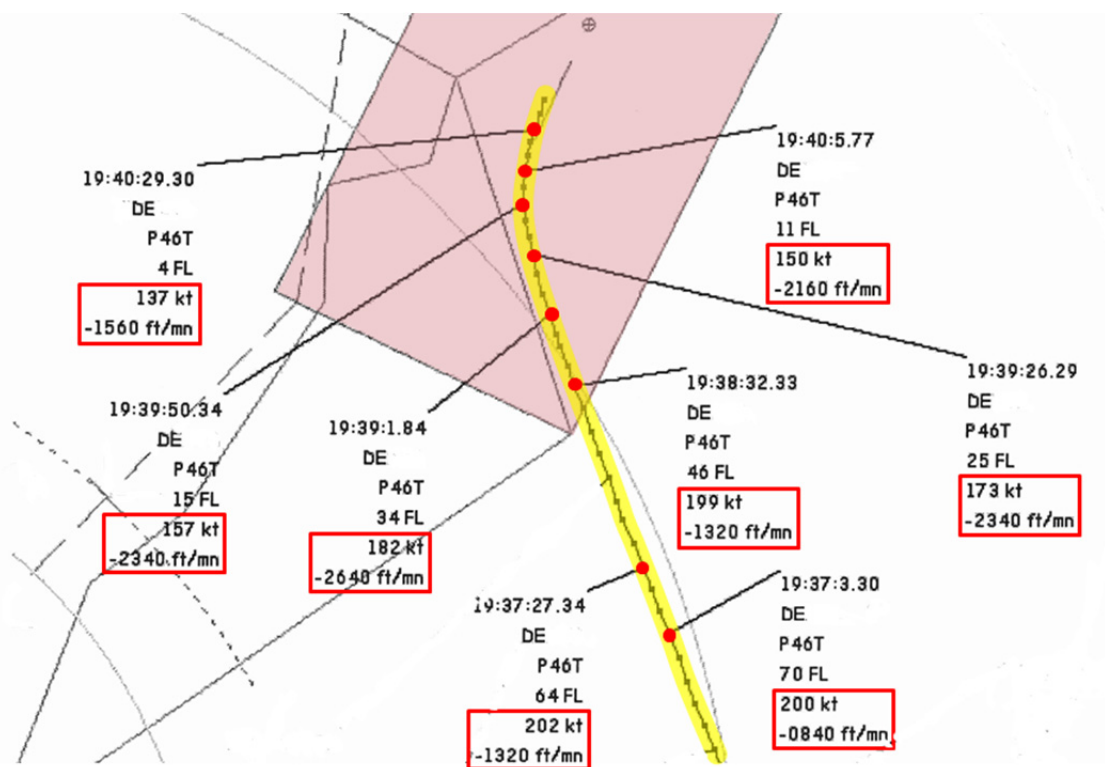 19:40:29.30
DE
P46T
4 FL
137 kt
-1560 ft/mn
19:40:5.77
DE
P46T
11 FL
150 kt
-2160 ft/mn
19:39:50.34
DE
P46T
15 FL
157 kt
-2340 ft/mn
19:39:1.84
DE
P46T
34 FL
182 kt
-2640 ft/mn
19:38:32.33
DE
P46T
46 FL
199 kt
-1320 ft/mn
19:39:26.29
DE
P46T
25 FL
173 kt
-2340 ft/mn
19:37:27.34
DE
P46T
64 FL
202 kt
-1320 ft/mn
19:37:3.30
DE
P46T
70 FL
200 kt
-0840 ft/mn